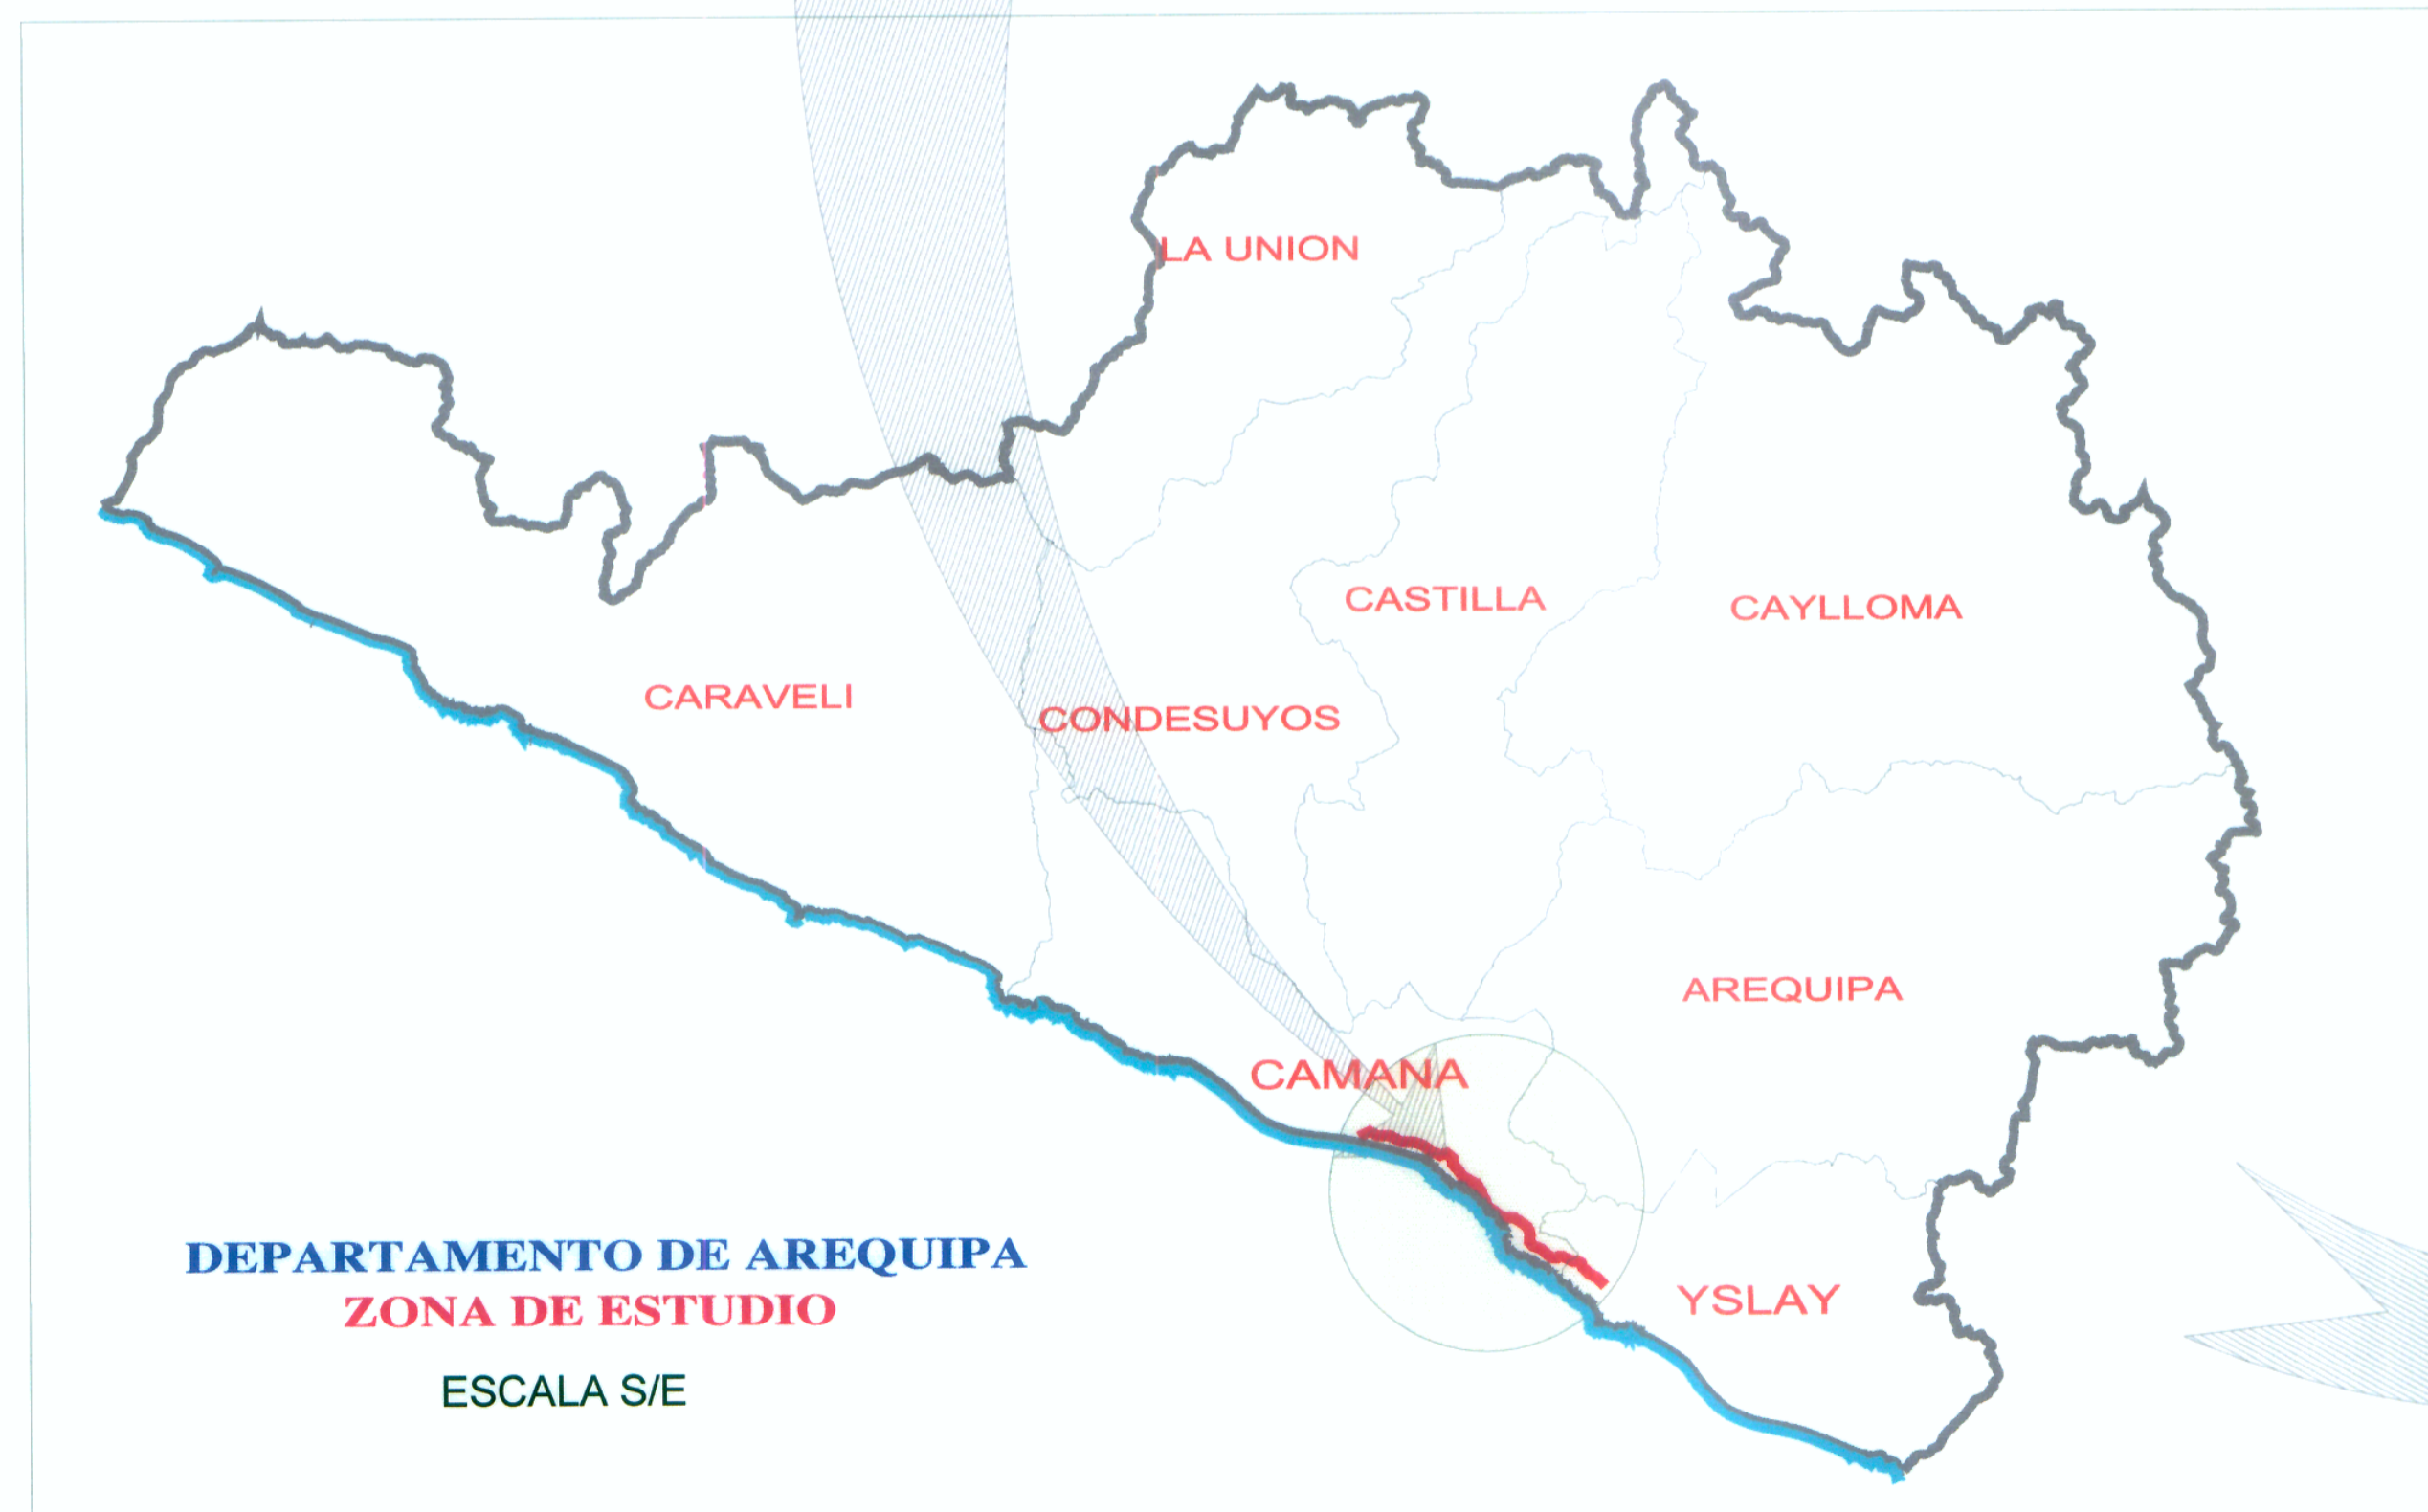 LA UNION
CASTILLA
CAYLLOMA
CARAVELI
CONDESUYOS
AREQUIPA
CAMANA
YSLAY
DEPARTAMENTO DE AREQUIPA
ZONA DE ESTUDIO
ESCALA S/E